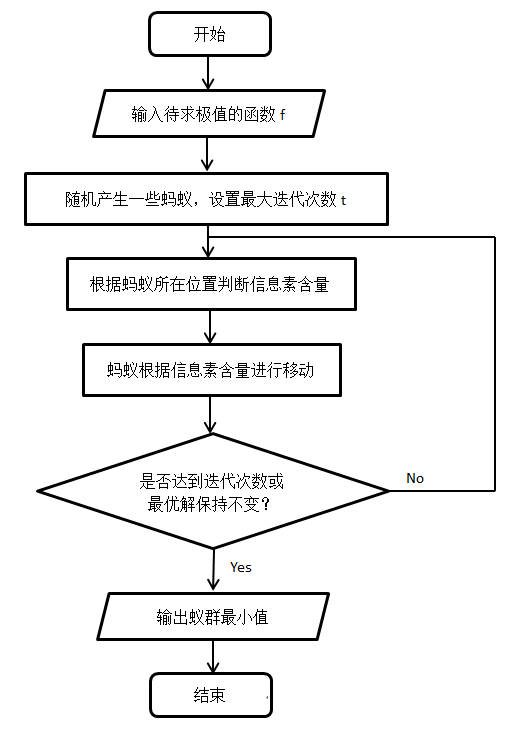 开始
输入待求极值的函数 f
随机产生一些蚂蚁，设置最大迭代次数 t
根据蚂蚁所在位置判断信息素含量
蚂蚁根据信息素含量进行移动
是否达到迭代次数或
最优解保持不变？
No
Yes
输出蚁群最小值
结束